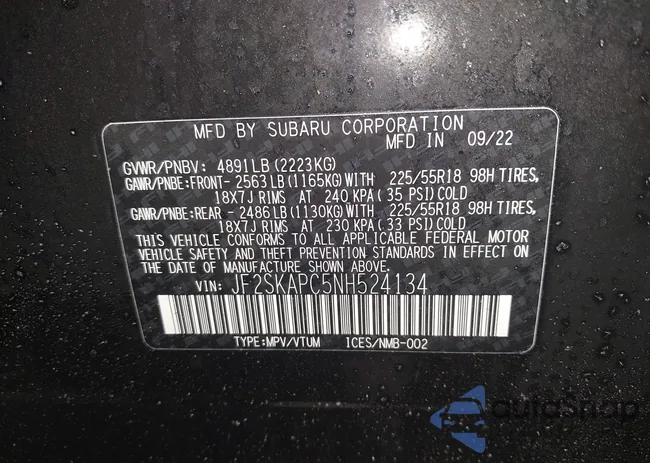 MFD BY SUBARU CORPORATION
MFD IN 09/22
GVWR/PNBV: 4891LB (2223KG)
GAWR/PNBE:FRONT- 2563LB(1165KG)WITH 225/55R18 98H TIRES,
18X7J RIMS AT 240 KPA( 35 PSI)COLD
GAWR/PNBE:REAR - 2486LB(1130KG)WITH 225/55R18 98H TIRES,
18X7J RIMS AT 230 KPA( 33 PSI)COLD
THIS VEHICLE CONFORMS TO ALL APPLICABLE FEDERAL MOTOR
VEHICLE SAFETY AND THEFT PREVENTION STANDARDS IN EFFECT ON
THE DATE OF MANUFACTURE SHOWN ABOVE.
VIN: JF2SKAPC5NH524134
TYPE:MPV/VTUM ICES/NMB-002
autoSnap